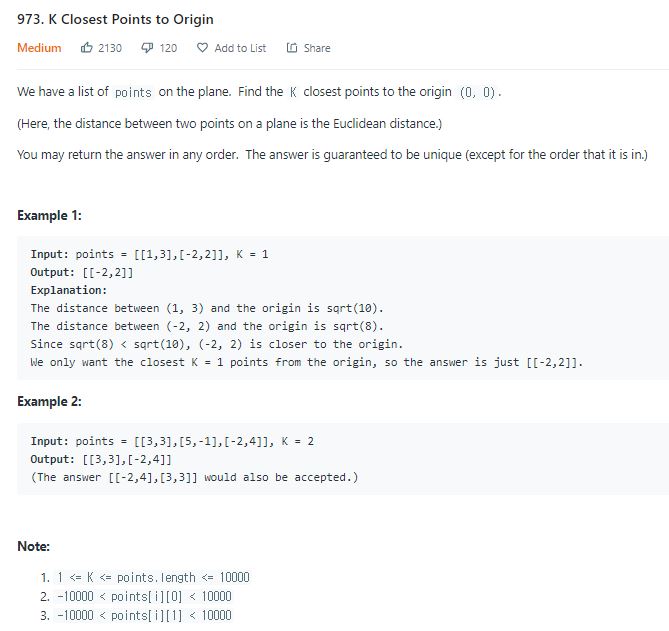 973. K Closest Points to Origin
Medium 2130 120 Add to List Share
We have a list of points on the plane. Find the K closest points to the origin (0, 0).
(Here, the distance between two points on a plane is the Euclidean distance.)
You may return the answer in any order. The answer is guaranteed to be unique (except for the order that it is in.)
Example 1:
Input: points = [[1,3],[-2,2]], K = 1
Output: [[-2,2]]
Explanation:
The distance between (1, 3) and the origin is sqrt(10).
The distance between (-2, 2) and the origin is sqrt(8).
Since sqrt(8) < sqrt(10), (-2, 2) is closer to the origin.
We only want the closest K = 1 points from the origin, so the answer is just [[-2,2]].
Example 2:
Input: points = [[3,3],[5,-1],[-2,4]], K = 2
Output: [[3,3],[-2,4]]
(The answer [[-2,4],[3,3]] would also be accepted.)
Note:
1. 1 <= K <= points.length <= 10000
2. -10000 < points[i][0] < 10000
3. -10000 < points[i][1] < 10000